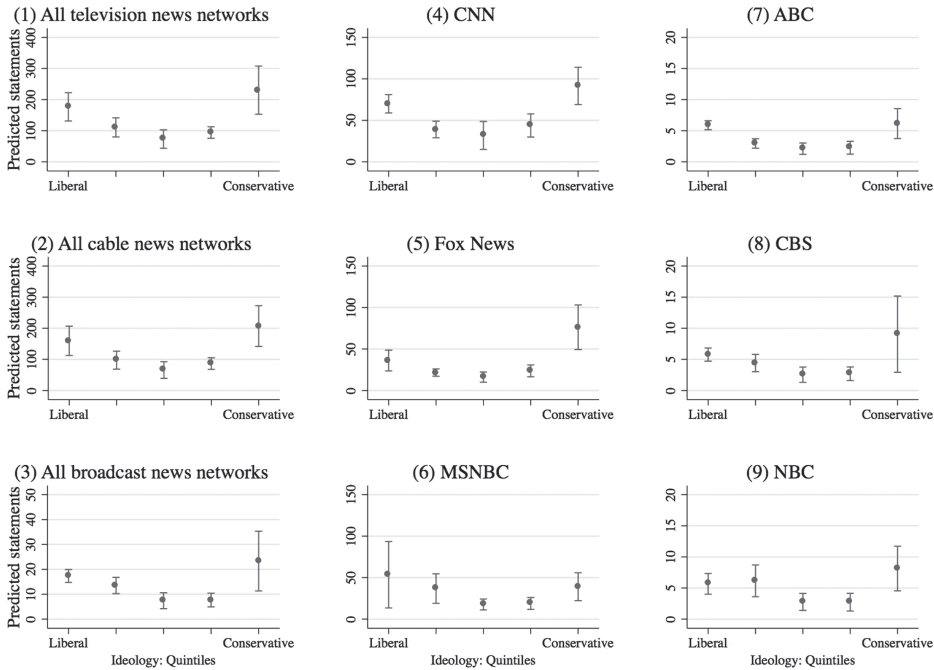 (1) All television news networks
Predicted statements
400
300
200
100
0
Liberal
Conservative
(4) CNN
150
100
50
0
Liberal
Conservative
(7) ABC
20
15
10
5
0
Liberal
Conservative
(2) All cable news networks
Predicted statements
400
300
200
100
0
Liberal
Conservative
(5) Fox News
150
100
50
0
Liberal
Conservative
(8) CBS
20
15
10
5
0
Liberal
Conservative
(3) All broadcast news networks
Predicted statements
50
40
30
20
10
0
Liberal
Conservative
Ideology: Quintiles
(6) MSNBC
150
100
50
0
Liberal
Conservative
Ideology: Quintiles
(9) NBC
20
15
10
5
0
Liberal
Conservative
Ideology: Quintiles